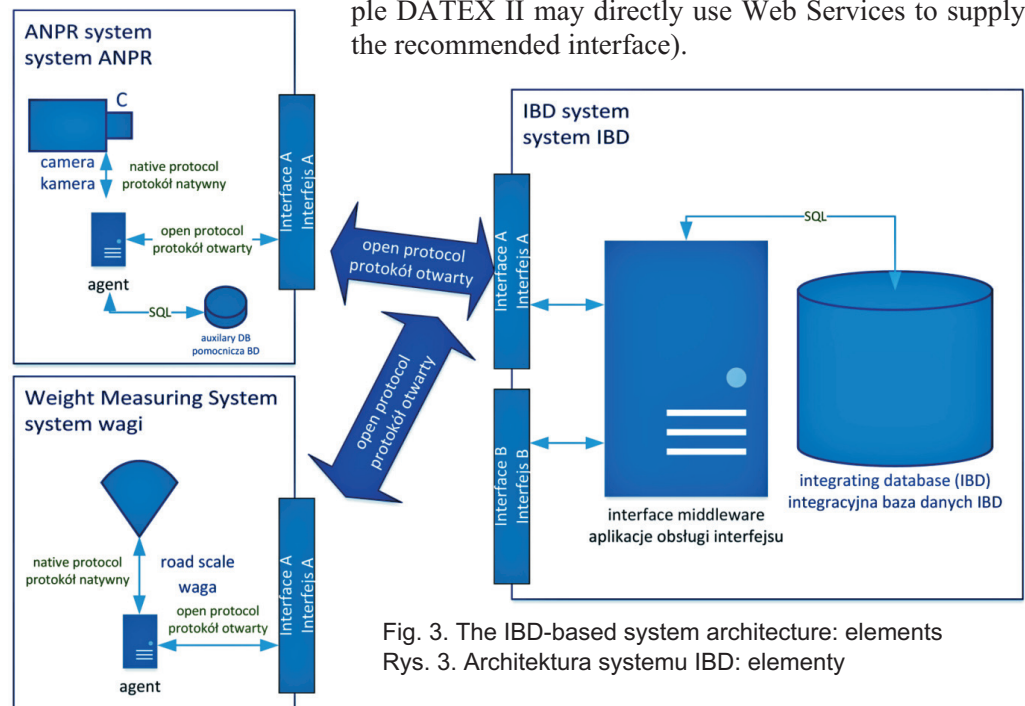 ple DATEX II may directly use Web Services to supply
the recommended interface).
ANPR system
system ANPR
C
camera
kamera
native protocol
protokół natywny
open protocol
protokół otwarty
agent
SQL
auxilary DB
pomocnicza BD
Interface A
Interfejs A
open protocol
protokół otwarty
open protocol
protokół otwarty
Weight Measuring System
system wagi
native protocol
protokół natywny
road scale
waga
open protocol
protokół otwarty
agent
Interface A
Interfejs A
IBD system
system IBD
Interface A
Interfejs A
Interface B
Interfejs B
SQL
interface middleware
aplikacje obsługi interfejsu
integrating database (IBD)
integracyjna baza danych IBD
Fig. 3. The IBD-based system architecture: elements
Rys. 3. Architektura systemu IBD: elementy